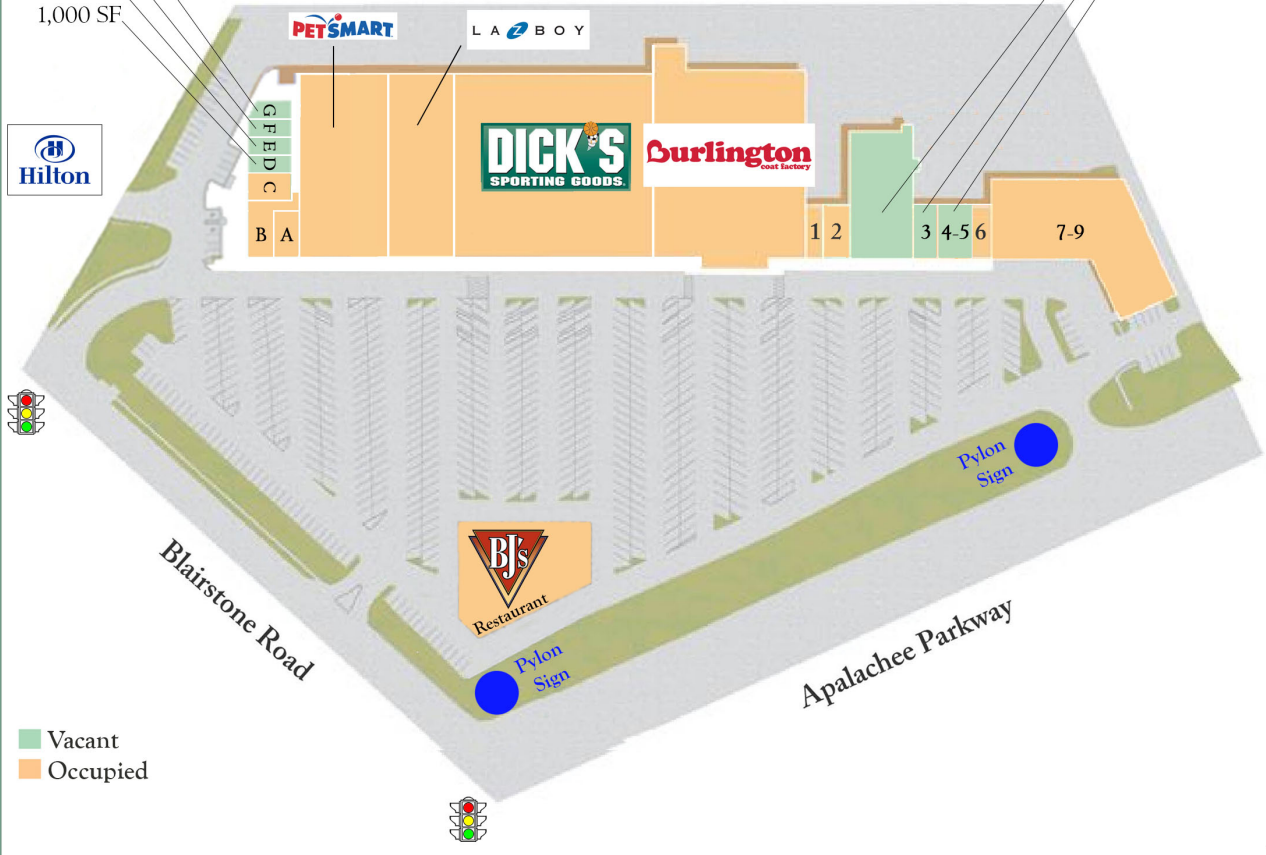 1,000 SF
PETSMART
LA Z BOY
Hilton
DICK'S
SPORTING GOODS.
Burlington
coat factory
G
F
E
D
C
B
A
1
2
3
4-5
6
7-9
Pylon
Sign
BJ's
Restaurant
Pylon
Sign
Blairstone Road
Apalachee Parkway
Vacant
Occupied